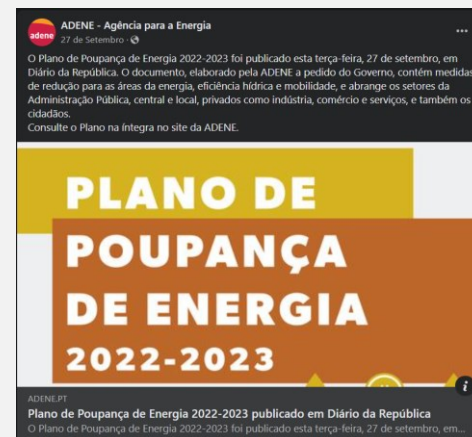 ADENE - Agência para a Energia
adene
27 de Setembro ·
O Plano de Poupança de Energia 2022-2023 foi publicado esta terça-feira, 27 de setembro, em
Diário da República. O documento, elaborado pela ADENE a pedido do Governo, contém medidas
de redução para as áreas da energia, eficiência hídrica e mobilidade, e abrange os setores da
Administração Pública, central e local, privados como indústria, comércio e serviços, e também os
cidadãos.
Consulte o Plano na íntegra no site da ADENE.
PLANO DE
POUPANÇA
DE ENERGIA
2022-2023
ADENE.PT
Plano de Poupança de Energia 2022-2023 publicado em Diário da República
O Plano de Poupança de Energia 2022-2023 foi publicado esta terça-feira, 27 de setembro, em...